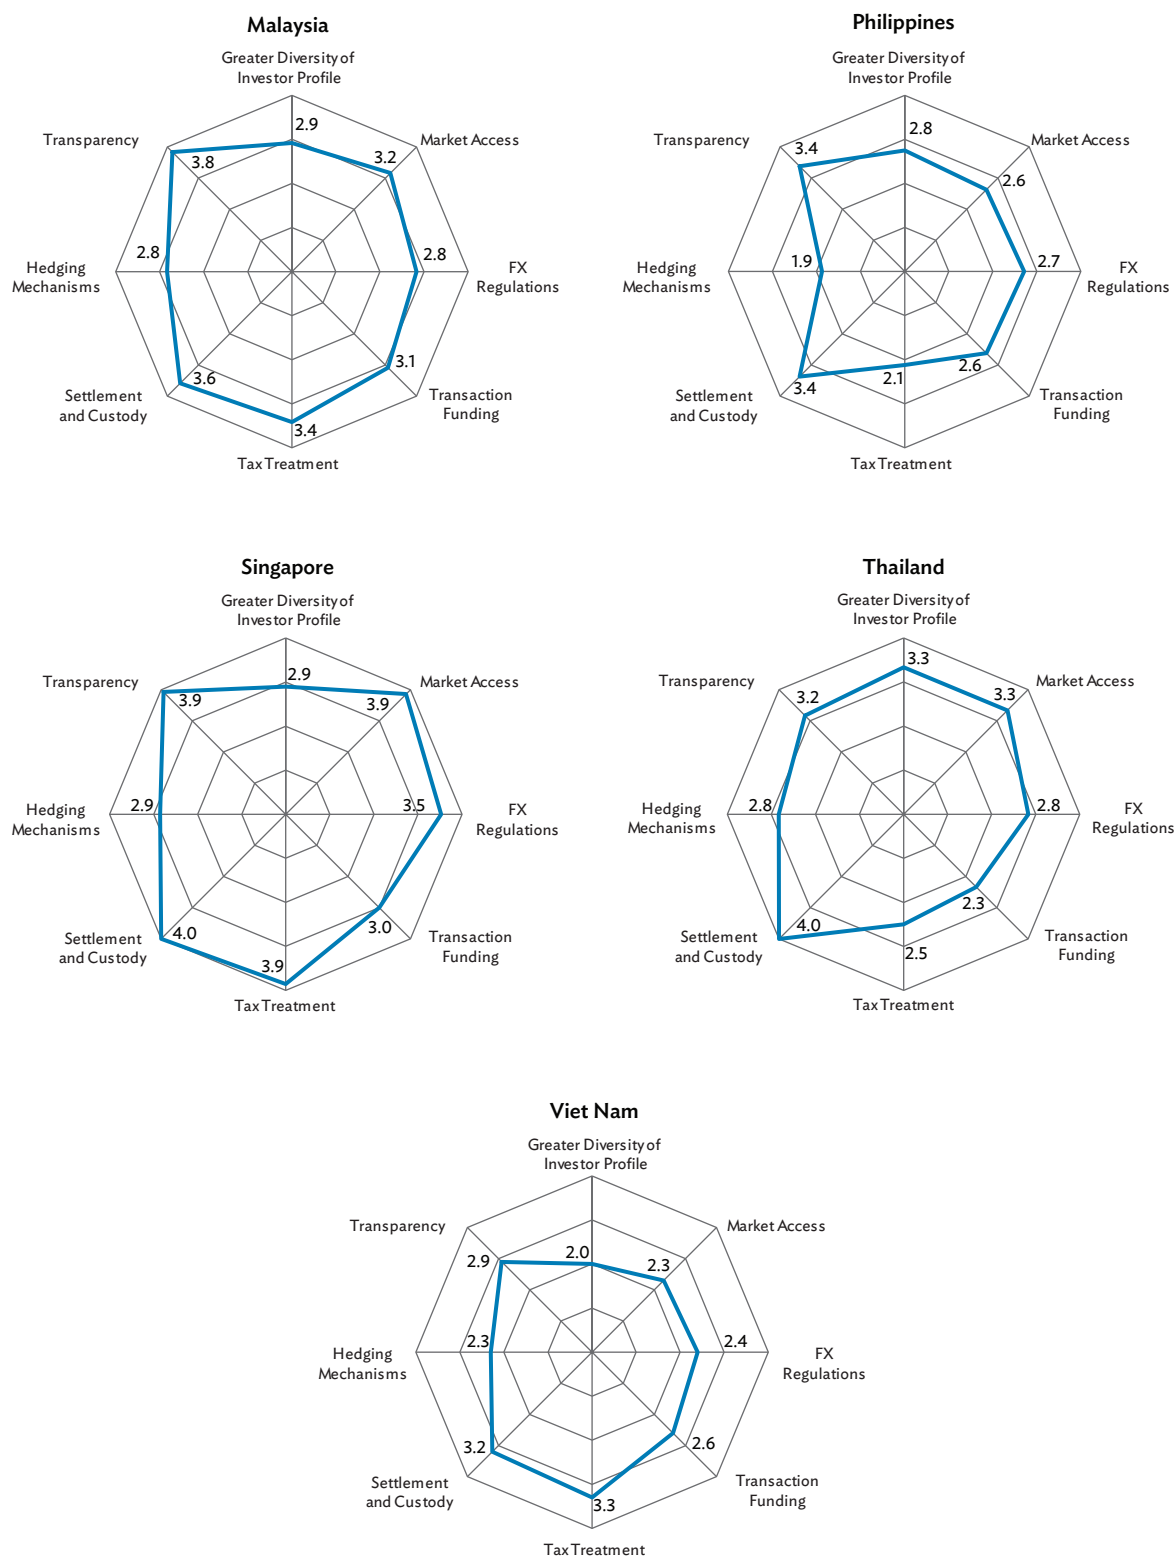 Malaysia
Greater Diversity of
Investor Profile
2.9
Transparency
3.8
Market Access
3.2
Hedging
Mechanisms
2.8
2.8
FX
Regulations
Settlement
and Custody
3.6
3.1
Transaction
Funding
3.4
Tax Treatment
Philippines
Greater Diversity of
Investor Profile
2.8
Transparency
3.4
Market Access
2.6
Hedging
Mechanisms
1.9
2.7
FX
Regulations
Settlement
and Custody
3.4
2.1
2.6
Transaction
Funding
Tax Treatment
Singapore
Greater Diversity of
Investor Profile
2.9
Transparency
3.9
Market Access
3.9
Hedging
Mechanisms
2.9
3.5
FX
Regulations
Settlement
and Custody
4.0
3.0
Transaction
Funding
3.9
Tax Treatment
Thailand
Greater Diversity of
Investor Profile
3.3
Transparency
3.2
Market Access
3.3
Hedging
Mechanisms
2.8
2.8
FX
Regulations
Settlement
and Custody
4.0
2.3
Transaction
Funding
2.5
Tax Treatment
Viet Nam
Greater Diversity of
Investor Profile
2.0
Transparency
2.9
Market Access
2.3
Hedging
Mechanisms
2.3
2.4
FX
Regulations
Settlement
and Custody
3.2
2.6
Transaction
Funding
3.3
Tax Treatment